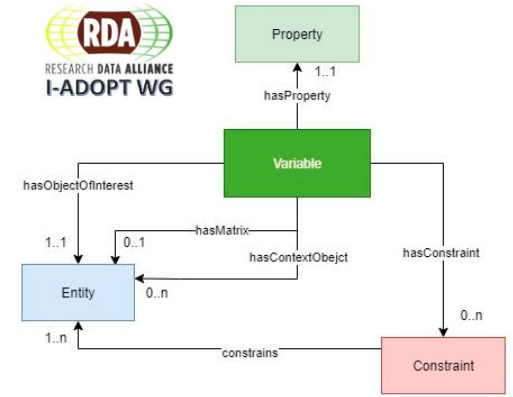 RDA
RESEARCH DATA ALLIANCE
I-ADOPT WG
Property
1..1
hasProperty
Variable
hasObjectOfInterest
hasMatrix
hasContextObejct
hasConstraint
1..1
0..1
Entity
0..n
0..n
1..n
constrains
Constraint